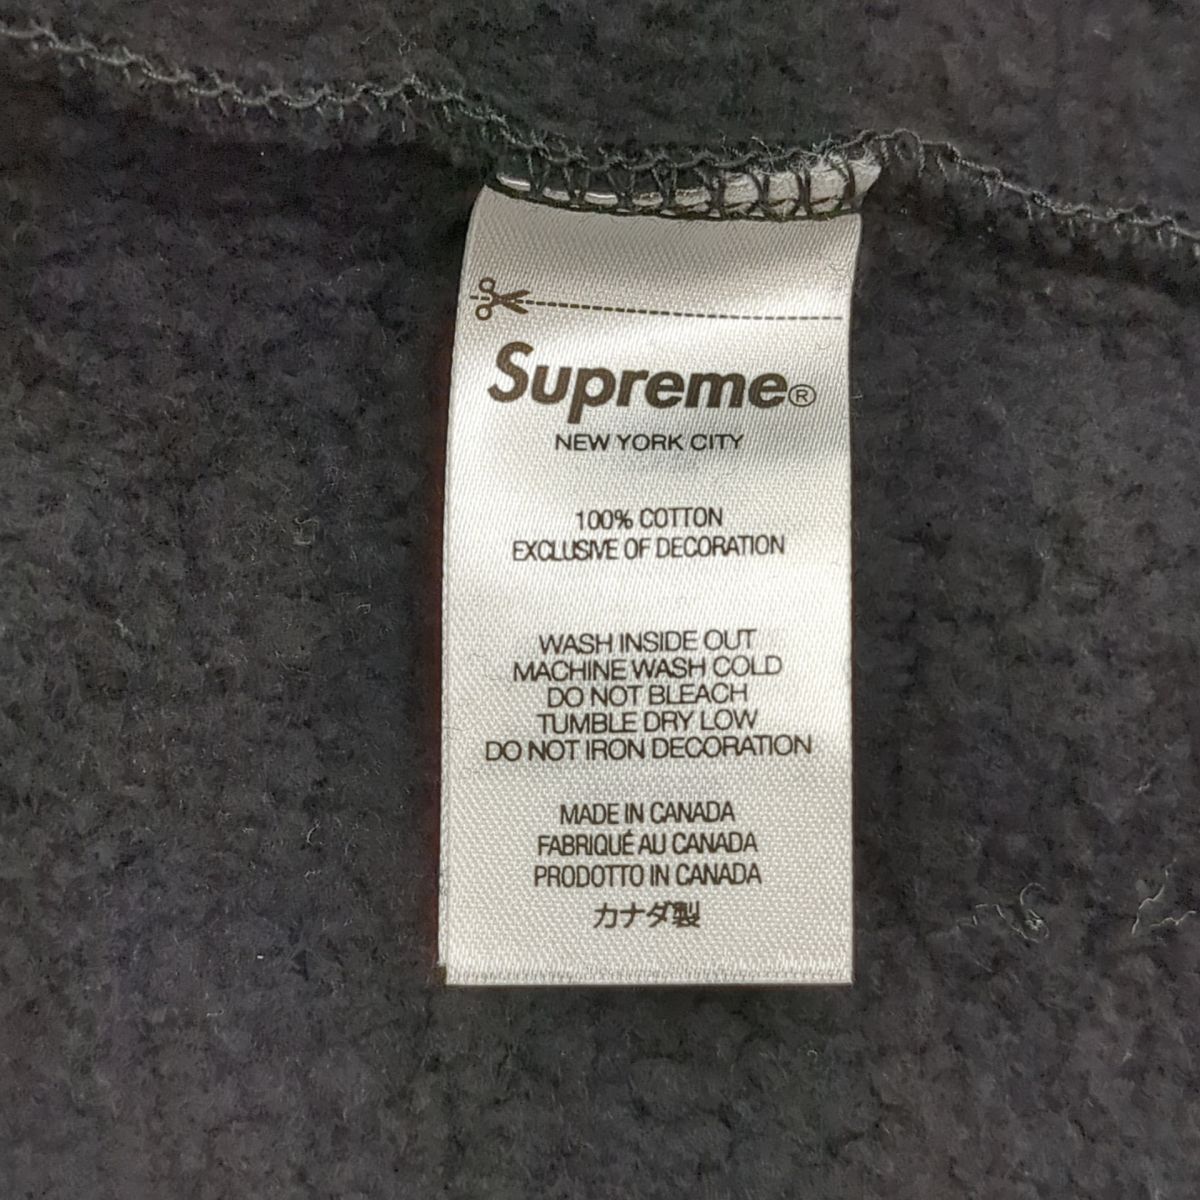 Supreme®
NEW YORK CITY
100% COTTON
EXCLUSIVE OF DECORATION
WASH INSIDE OUT
MACHINE WASH COLD
DO NOT BLEACH
TUMBLE DRY LOW
DO NOT IRON DECORATION
MADE IN CANADA
FABRIQUÉ AU CANADA
PRODOTTO IN CANADA
カナダ製